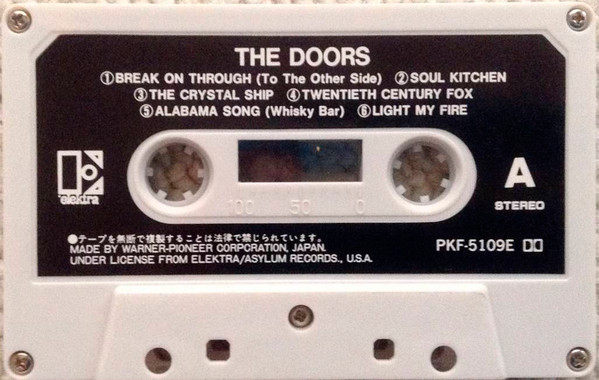 THE DOORS
①BREAK ON THROUGH (To The Other Side) ②SOUL KITCHEN
③THE CRYSTAL SHIP ④TWENTIETH CENTURY FOX
⑤ALABAMA SONG (Whisky Bar) ⑥LIGHT MY FIRE
elektra
A
STEREO
100 50 0
●テープを無断で複製することは法律で禁じられています。
MADE BY WARNER-PIONEER CORPORATION, JAPAN.
UNDER LICENSE FROM ELEKTRA/ASYLUM RECORDS., U.S.A.
PKF-5109E